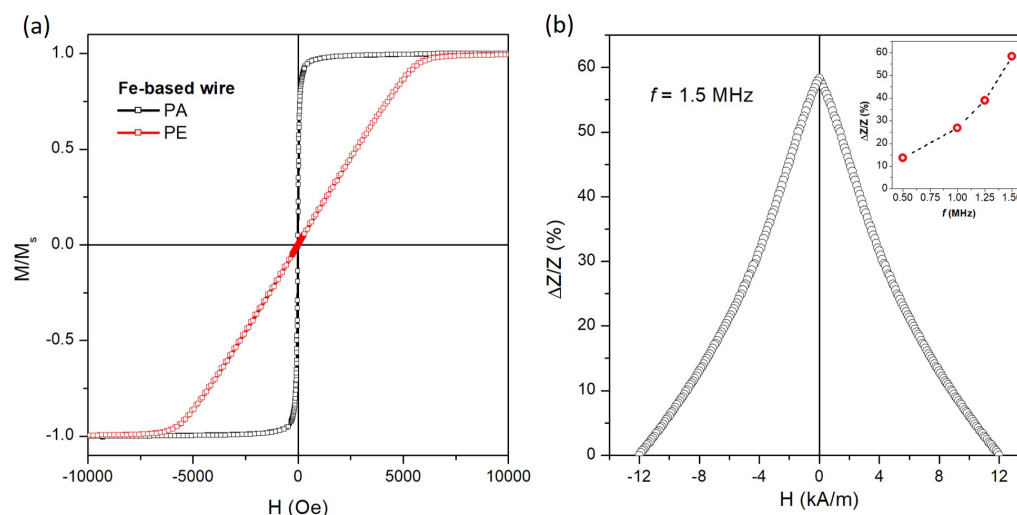 (a)
1.0
0.5
0.0
-0.5
-1.0
M/Ms
Fe-based wire
PA
PE
-10000 -5000 0 5000 10000
H (Oe)
(b)
60
50
40
30
20
10
0
ΔZ/Z (%)
f = 1.5 MHz
-12 -8 -4 0 4 8 12
H (kA/m)
60
50
40
30
20
10
0
ΔZ/Z (%)
0.50 0.75 1.00 1.25 1.50
f (MHz)